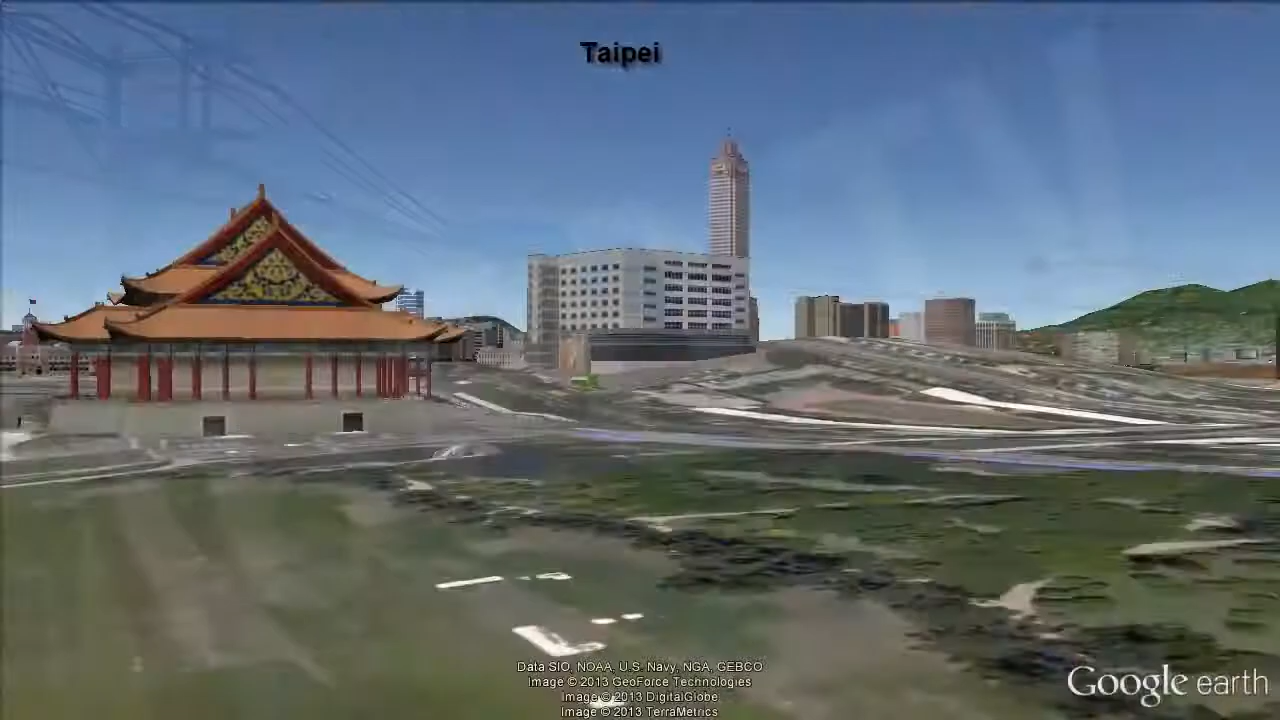 Taipei
Data SIO, NOAA, U.S. Navy, NGA, GEBCO
Image © 2013 GeoForce Technologies
Image © 2013 DigitalGlobe
Image © 2013 TerraMetrics
Google earth